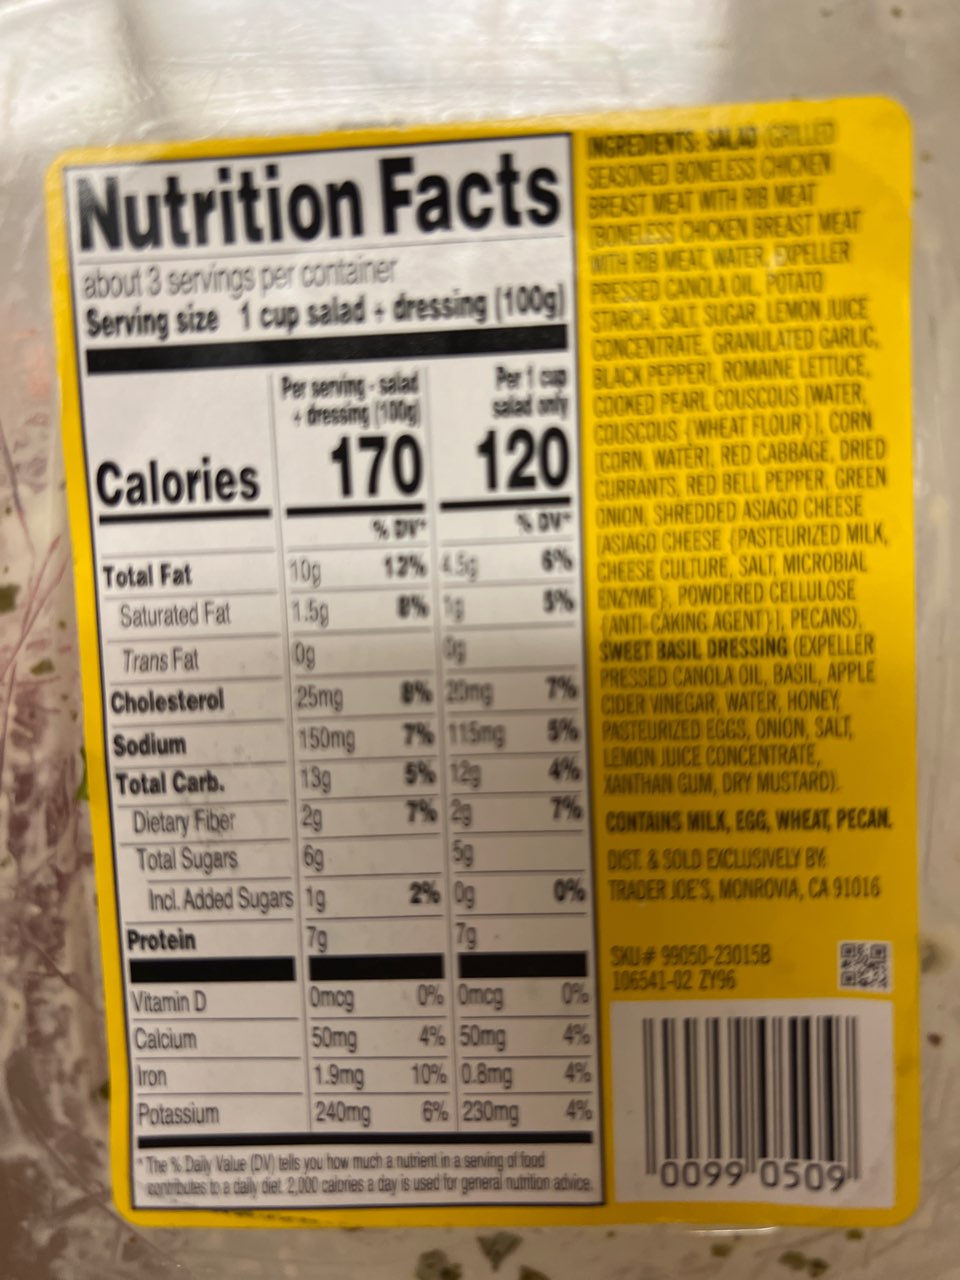 Nutrition Facts
about 3 servings per container
Serving size 1 cup salad + dressing (100g)
Per serving - salad
+ dressing (100g)
Per 1 cup
salad only
Calories 170 120
% DV* % DV*
Total Fat 10g 12% 4.5g 6%
Saturated Fat 1.5g 8% 1g 5%
Trans Fat 0g 0g
Cholesterol 25mg 8% 20mg 7%
Sodium 150mg 7% 115mg 5%
Total Carb. 13g 5% 12g 4%
Dietary Fiber 2g 7% 2g 7%
Total Sugars 6g 5g
Incl. Added Sugars 1g 2% 0g 0%
Protein 7g 7g
Vitamin D 0mcg 0% 0mcg 0%
Calcium 50mg 4% 50mg 4%
Iron 1.9mg 10% 0.8mg 4%
Potassium 240mg 6% 230mg 4%
* The % Daily Value (DV) tells you how much a nutrient in a serving of food
contributes to a daily diet. 2,000 calories a day is used for general nutrition advice.
INGREDIENTS: SALAD (GRILLED
SEASONED BONELESS CHICKEN
BREAST MEAT WITH RIB MEAT
[BONELESS CHICKEN BREAST MEAT
WITH RIB MEAT, WATER, EXPELLER
PRESSED CANOLA OIL, POTATO
STARCH, SALT, SUGAR, LEMON JUICE
CONCENTRATE, GRANULATED GARLIC,
BLACK PEPPER], ROMAINE LETTUCE,
COOKED PEARL COUSCOUS [WATER,
COUSCOUS {WHEAT FLOUR}], CORN
[CORN, WATER], RED CABBAGE, DRIED
CURRANTS, RED BELL PEPPER, GREEN
ONION, SHREDDED ASIAGO CHEESE
[ASIAGO CHEESE {PASTEURIZED MILK,
CHEESE CULTURE, SALT, MICROBIAL
ENZYME}, POWDERED CELLULOSE
{ANTI-CAKING AGENT}], PECANS),
SWEET BASIL DRESSING (EXPELLER
PRESSED CANOLA OIL, BASIL, APPLE
CIDER VINEGAR, WATER, HONEY,
PASTEURIZED EGGS, ONION, SALT,
LEMON JUICE CONCENTRATE,
XANTHAN GUM, DRY MUSTARD).
CONTAINS MILK, EGG, WHEAT, PECAN.
DIST. & SOLD EXCLUSIVELY BY:
TRADER JOE'S, MONROVIA, CA 91016
SKU# 99050-23015B
106541-02 ZY96
0099 0509